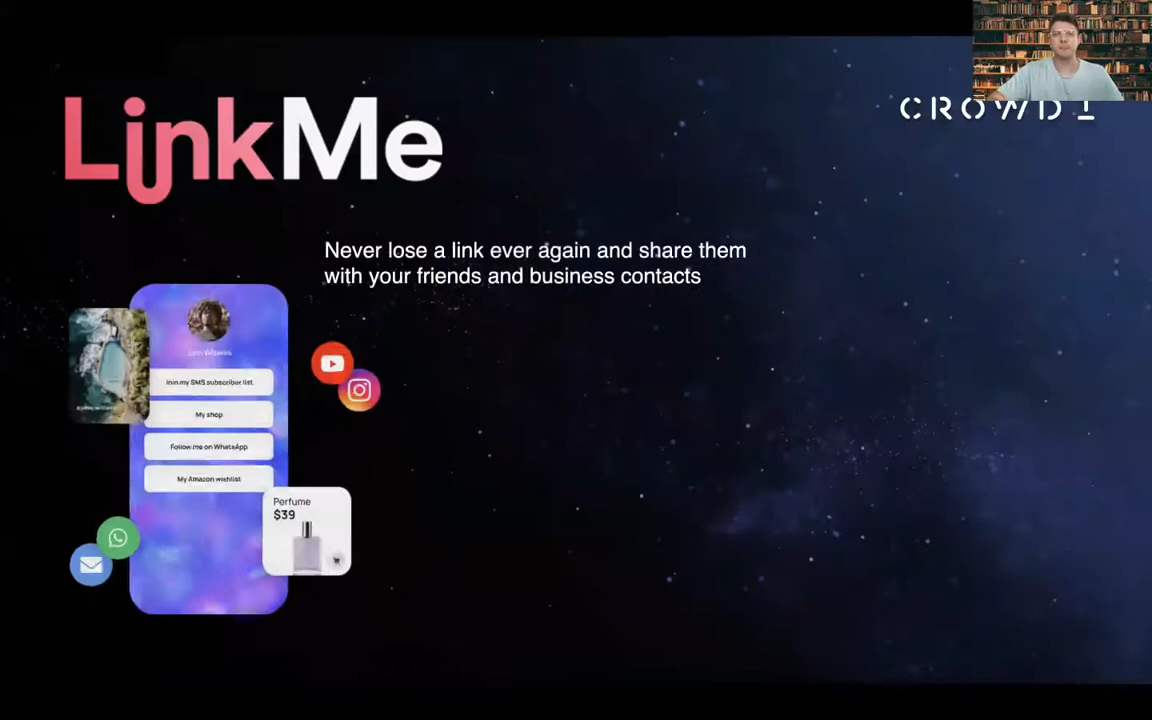 LinkMe
CROWD1
Never lose a link ever again and share them
with your friends and business contacts
Join my SMS subscriber list
My shop
Follow me on WhatsApp
My Amazon wishlist
Perfume
$39